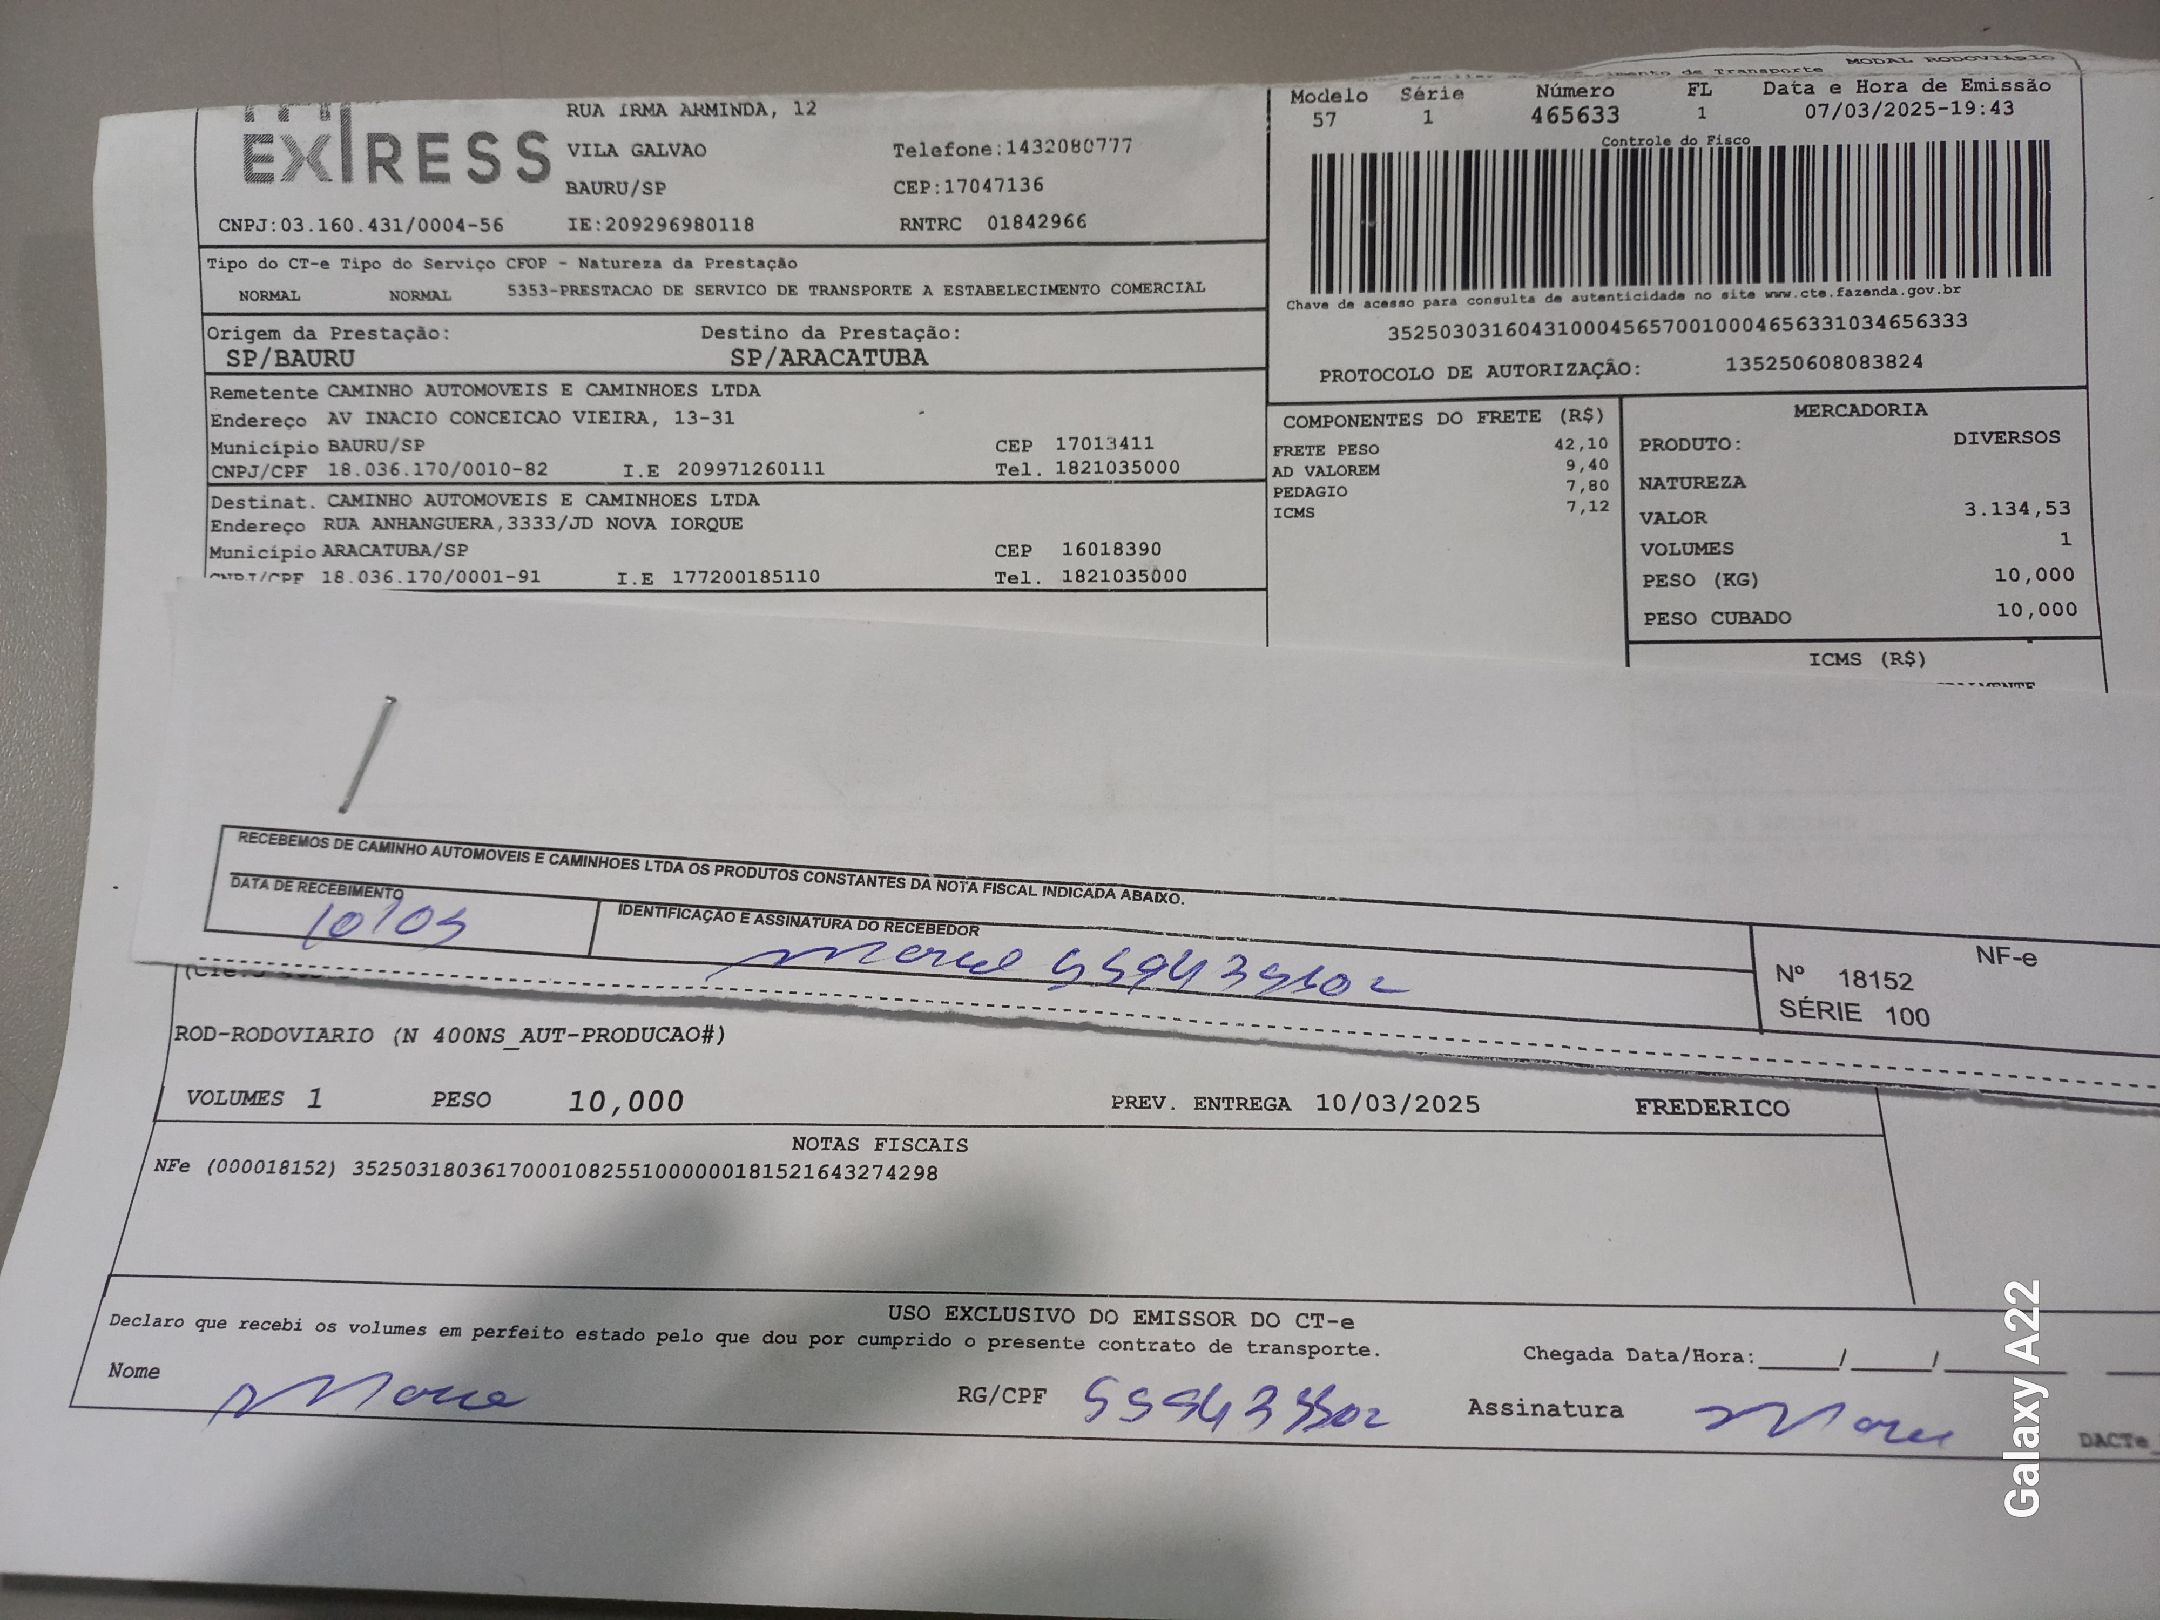 EXPRESS
RUA IRMA ARMINDA, 12
VILA GALVAO
Telefone:1432080777
BAURU/SP
CEP:17047136
CNPJ:03.160.431/0004-56
IE:209296980118
RNTRC 01842966
de Transporte MODAL RODOVIÁRIO
Modelo Série Número FL Data e Hora de Emissão
57 1 465633 1 07/03/2025-19:43
Controle do Fisco
Chave de acesso para consulta de autenticidade no site www.cte.fazenda.gov.br
35250303160431000456570010004656331034656333
PROTOCOLO DE AUTORIZAÇÃO: 135250608083824
Tipo do CT-e Tipo do Serviço CFOP - Natureza da Prestação
NORMAL NORMAL 5353-PRESTACAO DE SERVICO DE TRANSPORTE A ESTABELECIMENTO COMERCIAL
Origem da Prestação: Destino da Prestação:
SP/BAURU SP/ARACATUBA
Remetente CAMINHO AUTOMOVEIS E CAMINHOES LTDA
Endereço AV INACIO CONCEICAO VIEIRA, 13-31
Município BAURU/SP CEP 17013411
CNPJ/CPF 18.036.170/0010-82 I.E 209971260111 Tel. 1821035000
Destinat. CAMINHO AUTOMOVEIS E CAMINHOES LTDA
Endereço RUA ANHANGUERA,3333/JD NOVA IORQUE
Município ARACATUBA/SP CEP 16018390
CNPJ/CPF 18.036.170/0001-91 I.E 177200185110 Tel. 1821035000
COMPONENTES DO FRETE (R$)
FRETE PESO 42,10
AD VALOREM 9,40
PEDAGIO 7,80
ICMS 7,12
MERCADORIA
PRODUTO: DIVERSOS
NATUREZA
VALOR 3.134,53
VOLUMES 1
PESO (KG) 10,000
PESO CUBADO 10,000
ICMS (R$)
RECEBEMOS DE CAMINHO AUTOMOVEIS E CAMINHOES LTDA OS PRODUTOS CONSTANTES DA NOTA FISCAL INDICADA ABAIXO.
DATA DE RECEBIMENTO
10/03
IDENTIFICAÇÃO E ASSINATURA DO RECEBEDOR
NF-e
Nº 18152
SÉRIE 100
ROD-RODOVIARIO (N 400NS_AUT-PRODUCAO#)
VOLUMES 1 PESO 10,000 PREV. ENTREGA 10/03/2025 FREDERICO
NOTAS FISCAIS
NFe (000018152) 35250318036170001082551000000181521643274298
USO EXCLUSIVO DO EMISSOR DO CT-e
Declaro que recebi os volumes em perfeito estado pelo que dou por cumprido o presente contrato de transporte.
Chegada Data/Hora:_____/_____/_____
Nome RG/CPF Assinatura
DACTe_
Galaxy A22